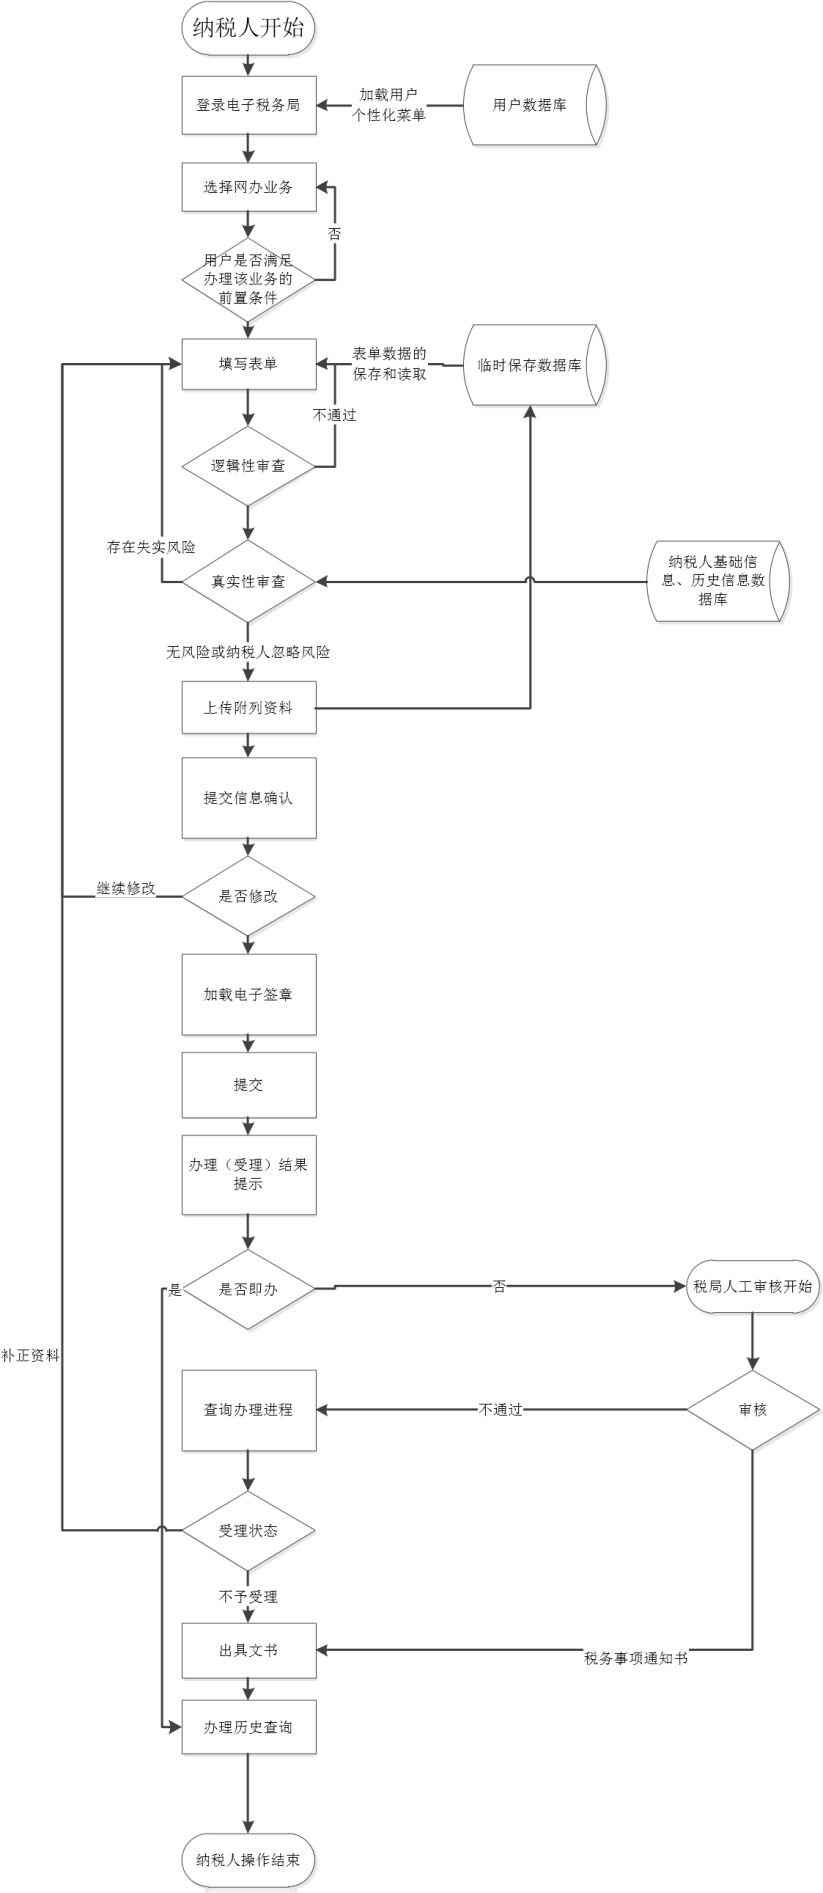 纳税人开始
登录电子税务局
加载用户
个性化菜单
用户数据库
选择网办业务
否
用户是否满足
办理该业务的
前置条件
填写表单
表单数据的
保存和读取
临时保存数据库
不通过
逻辑性审查
存在失实风险
真实性审查
纳税人基础信
息、历史信息数
据库
无风险或纳税人忽略风险
上传附列资料
提交信息确认
继续修改
是否修改
加载电子签章
提交
办理（受理）结果
提示
是
是否即办
否
税局人工审核开始
补正资料
查询办理进程
不通过
审核
受理状态
不予受理
出具文书
税务事项通知书
办理历史查询
纳税人操作结束